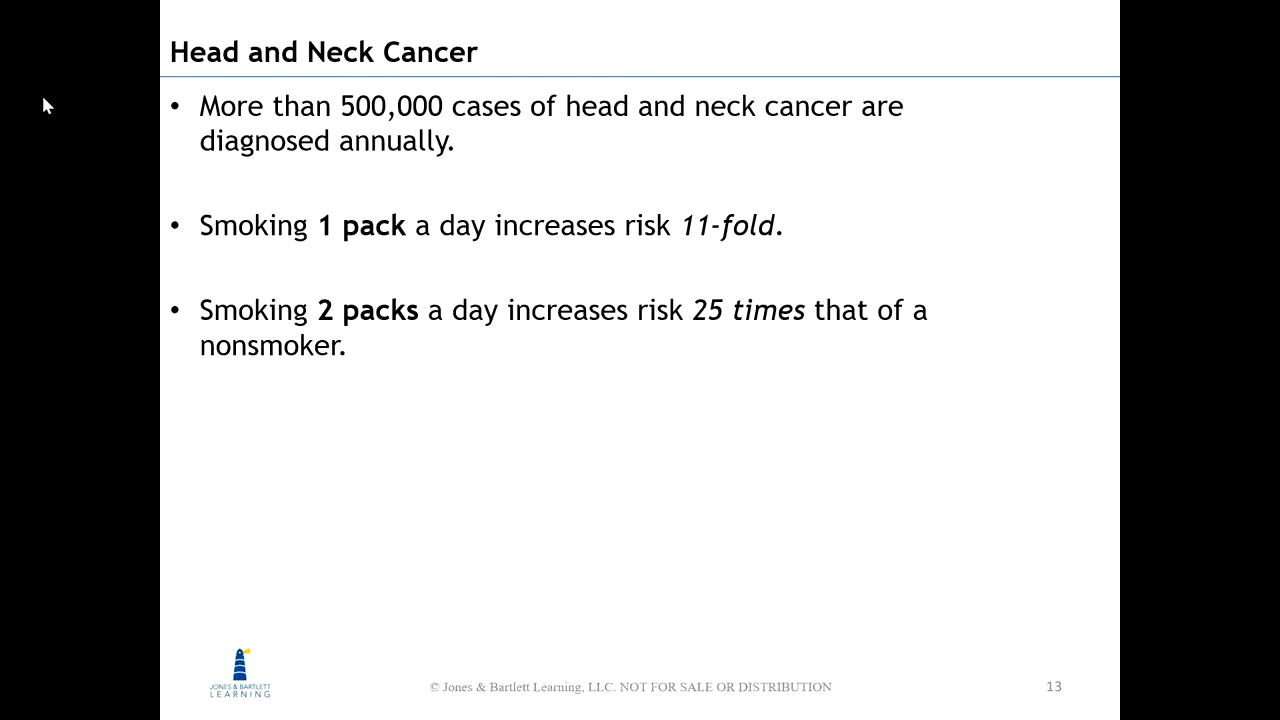 Head and Neck Cancer
• More than 500,000 cases of head and neck cancer are
diagnosed annually.
• Smoking 1 pack a day increases risk 11-fold.
• Smoking 2 packs a day increases risk 25 times that of a
nonsmoker.
JONES & BARTLETT
LEARNING
© Jones & Bartlett Learning, LLC. NOT FOR SALE OR DISTRIBUTION
13